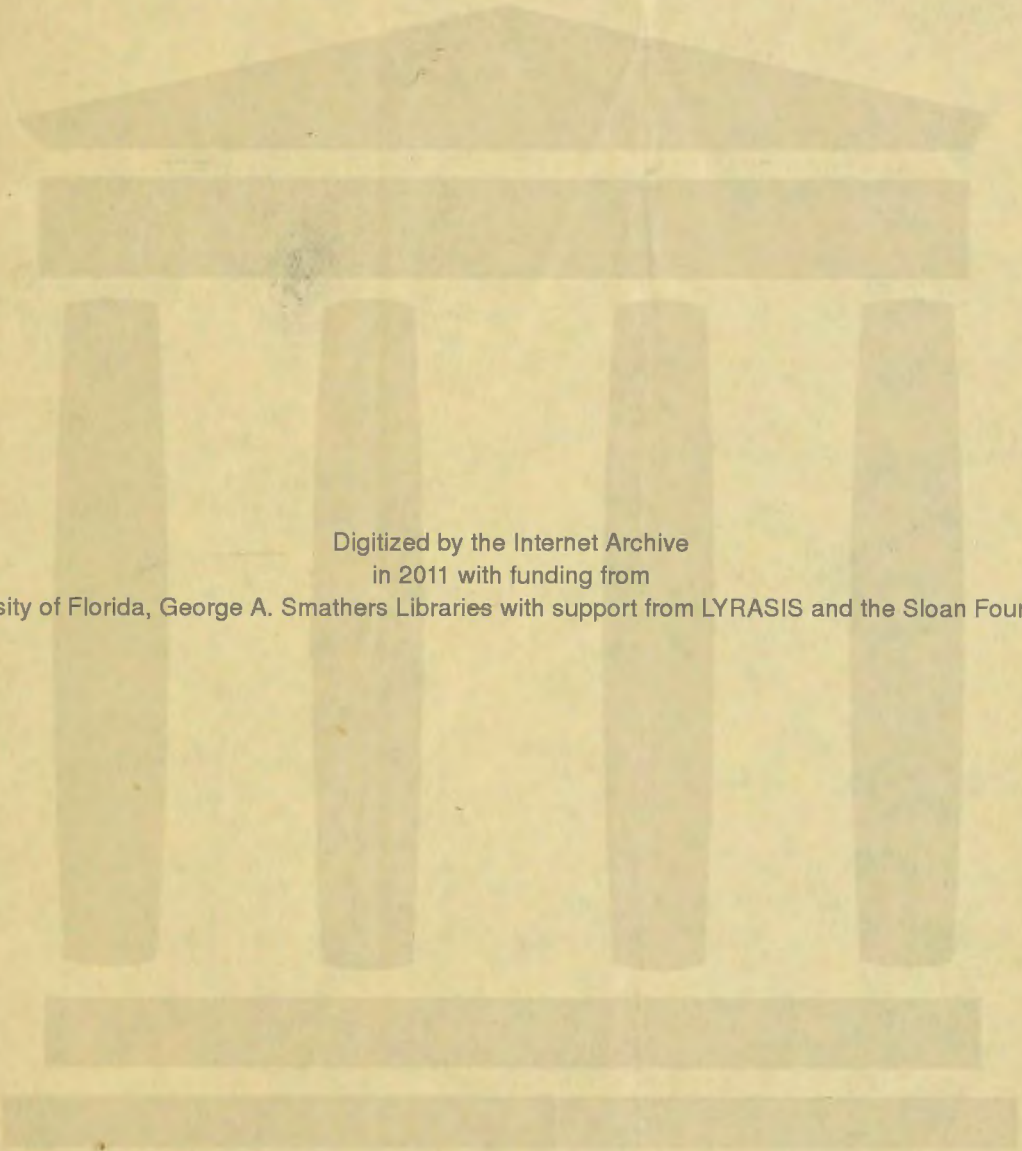 Digitized by the Internet Archive
in 2011 with funding from
sity of Florida, George A. Smathers Libraries with support from LYRASIS and the Sloan Foun